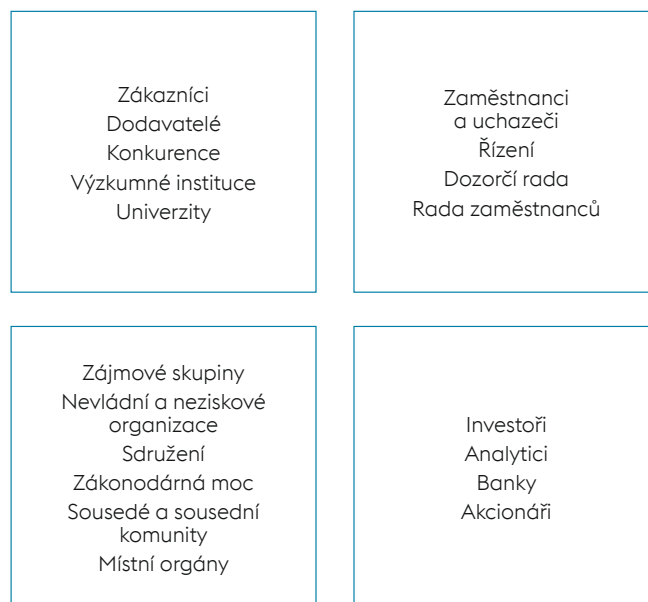 Zákazníci
Dodavatelé
Konkurence
Výzkumné instituce
Univerzity
Zaměstnanci
a uchazeči
Řízení
Dozorčí rada
Rada zaměstnanců
Zájmové skupiny
Nevládní a neziskové
organizace
Sdružení
Zákonodárná moc
Sousedé a sousední
komunity
Místní orgány
Investoři
Analytici
Banky
Akcionáři